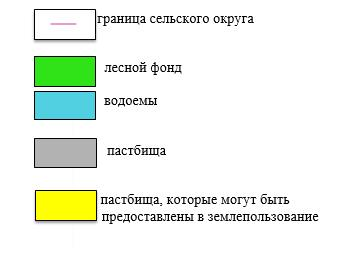 граница сельского округа
лесной фонд
водоемы
пастбища
пастбища, которые могут быть
предоставлены в землепользование